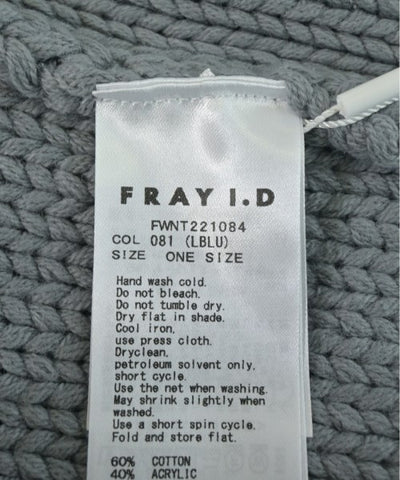 FRAY I.D
FWNT221084
COL 081 (LBLU)
SIZE ONE SIZE
Hand wash cold.
Do not bleach.
Do not tumble dry.
Dry flat in shade.
Cool iron,
use press cloth.
Dryclean,
petroleum solvent only.
short cycle.
Use the net when washing.
May shrink slightly when
washed.
Use a short spin cycle.
Fold and store flat.
60% COTTON
40% ACRYLIC